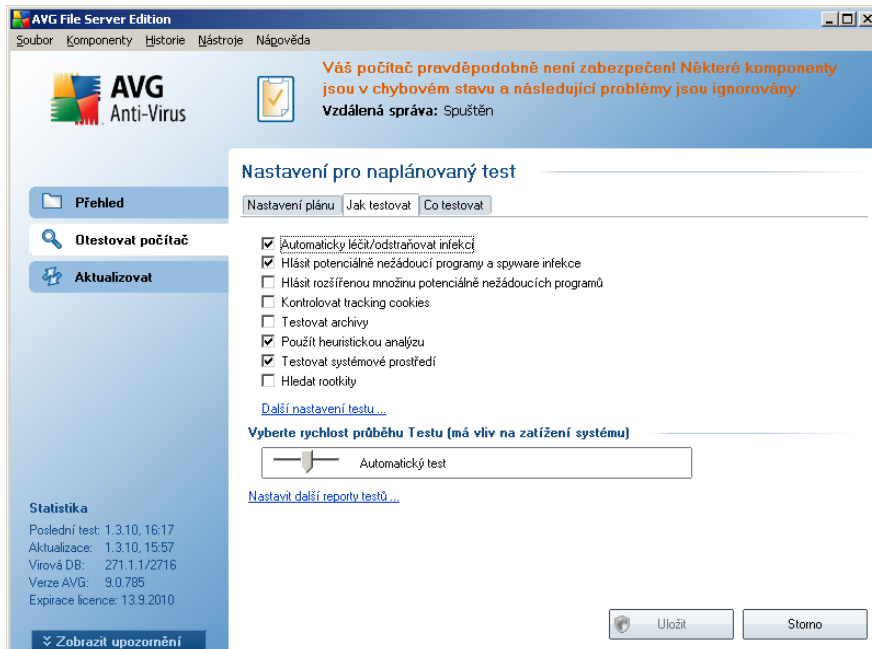 AVG File Server Edition
Soubor Komponenty Historie Nástroje Nápověda
AVG
Anti-Virus
Váš počítač pravděpodobně není zabezpečen! Některé komponenty
jsou v chybovém stavu a následující problémy jsou ignorovány:
Vzdálená správa: Spuštěn
Přehled
Otestovat počítač
Aktualizovat
Nastavení pro naplánovaný test
Nastavení plánu Jak testovat Co testovat
Automaticky léčit/odstraňovat infekci
Hlásit potenciálně nežádoucí programy a spyware infekce
Hlásit rozšířenou množinu potenciálně nežádoucích programů
Kontrolovat tracking cookies
Testovat archivy
Použít heuristickou analýzu
Testovat systémové prostředí
Hledat rootkity
Další nastavení testu ...
Vyberte rychlost průběhu Testu (má vliv na zatížení systému)
Automatický test
Nastavit další reporty testů ...
Statistika
Poslední test: 1.3.10, 16:17
Aktualizace: 1.3.10, 15:57
Virová DB: 271.1.1/2716
Verze AVG: 9.0.785
Expirace licence: 13.9.2010
Zobrazit upozornění
Uložit
Storno